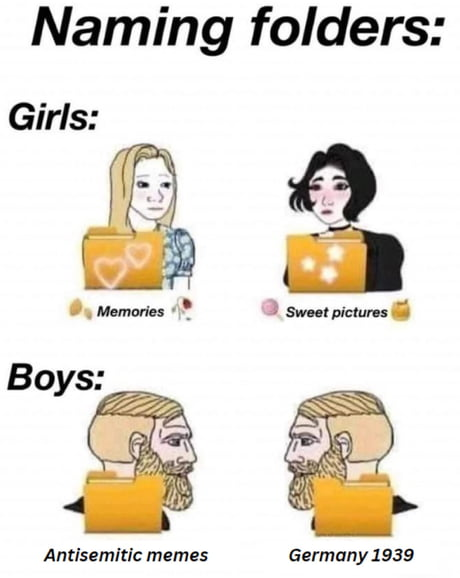 Naming folders:
Girls:
Memories
Sweet pictures
Boys:
Antisemitic memes
Germany 1939